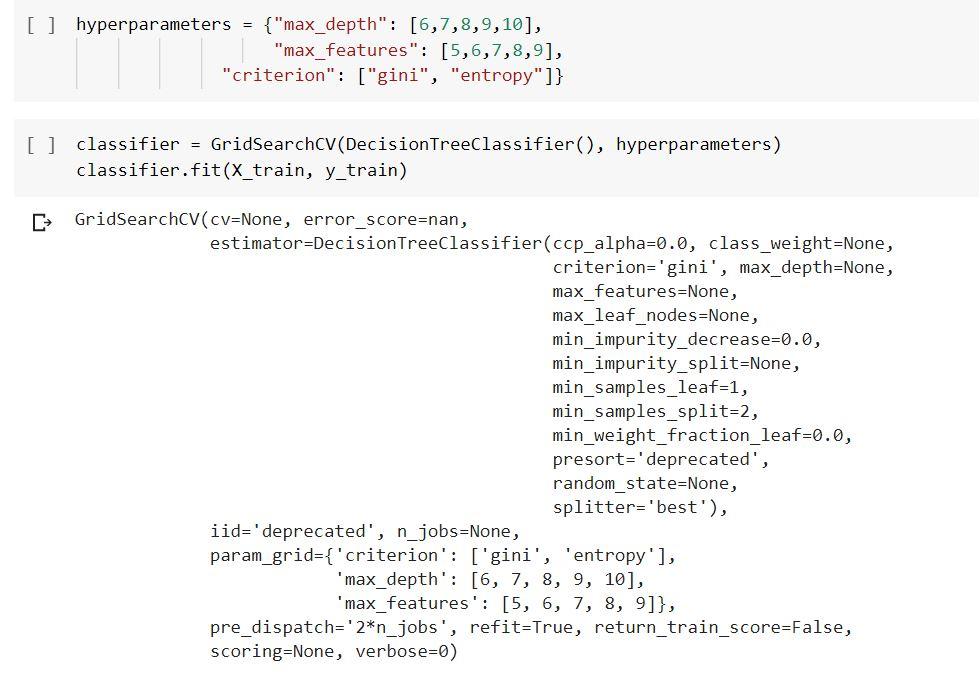 [ ] hyperparameters = {"max_depth": [6,7,8,9,10],
"max_features": [5,6,7,8,9],
"criterion": ["gini", "entropy"]}
[ ] classifier = GridSearchCV(DecisionTreeClassifier(), hyperparameters)
classifier.fit(X_train, y_train)
GridSearchCV(cv=None, error_score=nan,
estimator=DecisionTreeClassifier(ccp_alpha=0.0, class_weight=None,
criterion='gini', max_depth=None,
max_features=None,
max_leaf_nodes=None,
min_impurity_decrease=0.0,
min_impurity_split=None,
min_samples_leaf=1,
min_samples_split=2,
min_weight_fraction_leaf=0.0,
presort='deprecated',
random_state=None,
splitter='best'),
iid='deprecated', n_jobs=None,
param_grid={'criterion': ['gini', 'entropy'],
'max_depth': [6, 7, 8, 9, 10],
'max_features': [5, 6, 7, 8, 9]},
pre_dispatch='2*n_jobs', refit=True, return_train_score=False,
scoring=None, verbose=0)